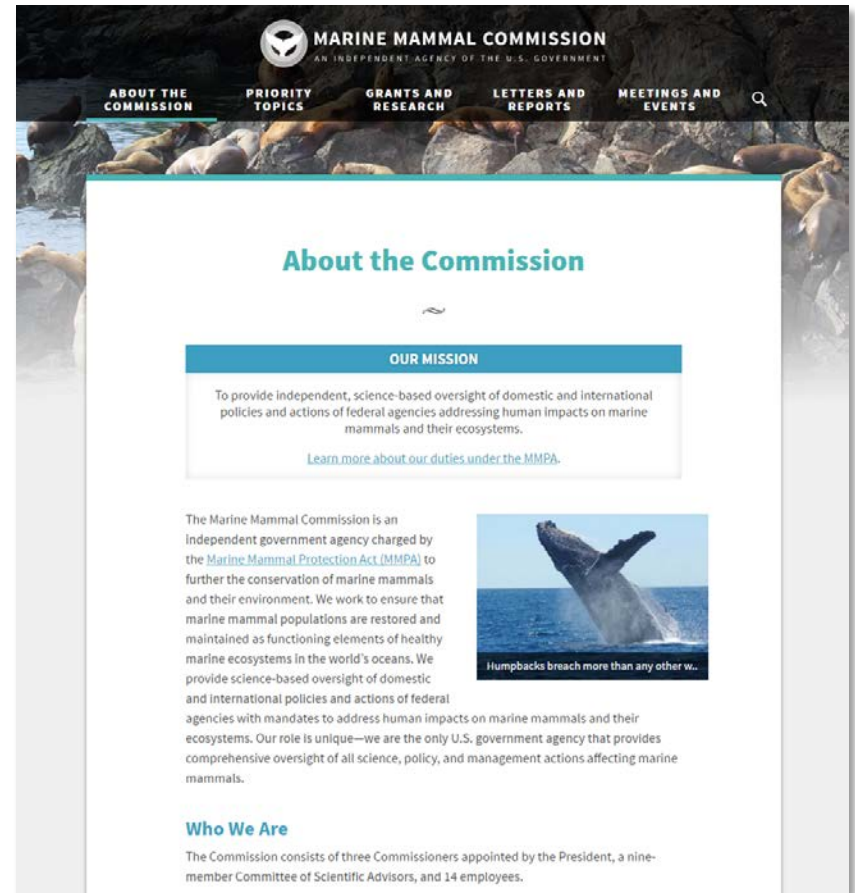 MARINE MAMMAL COMMISSION
AN INDEPENDENT AGENCY OF THE U.S. GOVERNMENT
ABOUT THE COMMISSION
PRIORITY TOPICS
GRANTS AND RESEARCH
LETTERS AND REPORTS
MEETINGS AND EVENTS
About the Commission
OUR MISSION
To provide independent, science-based oversight of domestic and international
policies and actions of federal agencies addressing human impacts on marine
mammals and their ecosystems.
Learn more about our duties under the MMPA.
The Marine Mammal Commission is an
independent government agency charged by
the Marine Mammal Protection Act (MMPA) to
further the conservation of marine mammals
and their environment. We work to ensure that
marine mammal populations are restored and
maintained as functioning elements of healthy
marine ecosystems in the world's oceans. We
provide science-based oversight of domestic
and international policies and actions of federal
agencies with mandates to address human impacts on marine mammals and their
ecosystems. Our role is unique—we are the only U.S. government agency that provides
comprehensive oversight of all science, policy, and management actions affecting marine
mammals.
Humpbacks breach more than any other w..
Who We Are
The Commission consists of three Commissioners appointed by the President, a nine-
member Committee of Scientific Advisors, and 14 employees.